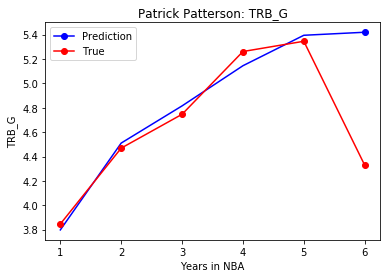 Patrick Patterson: TRB_G
Prediction
True
TRB_G
5.4
5.2
5.0
4.8
4.6
4.4
4.2
4.0
3.8
1 2 3 4 5 6
Years in NBA